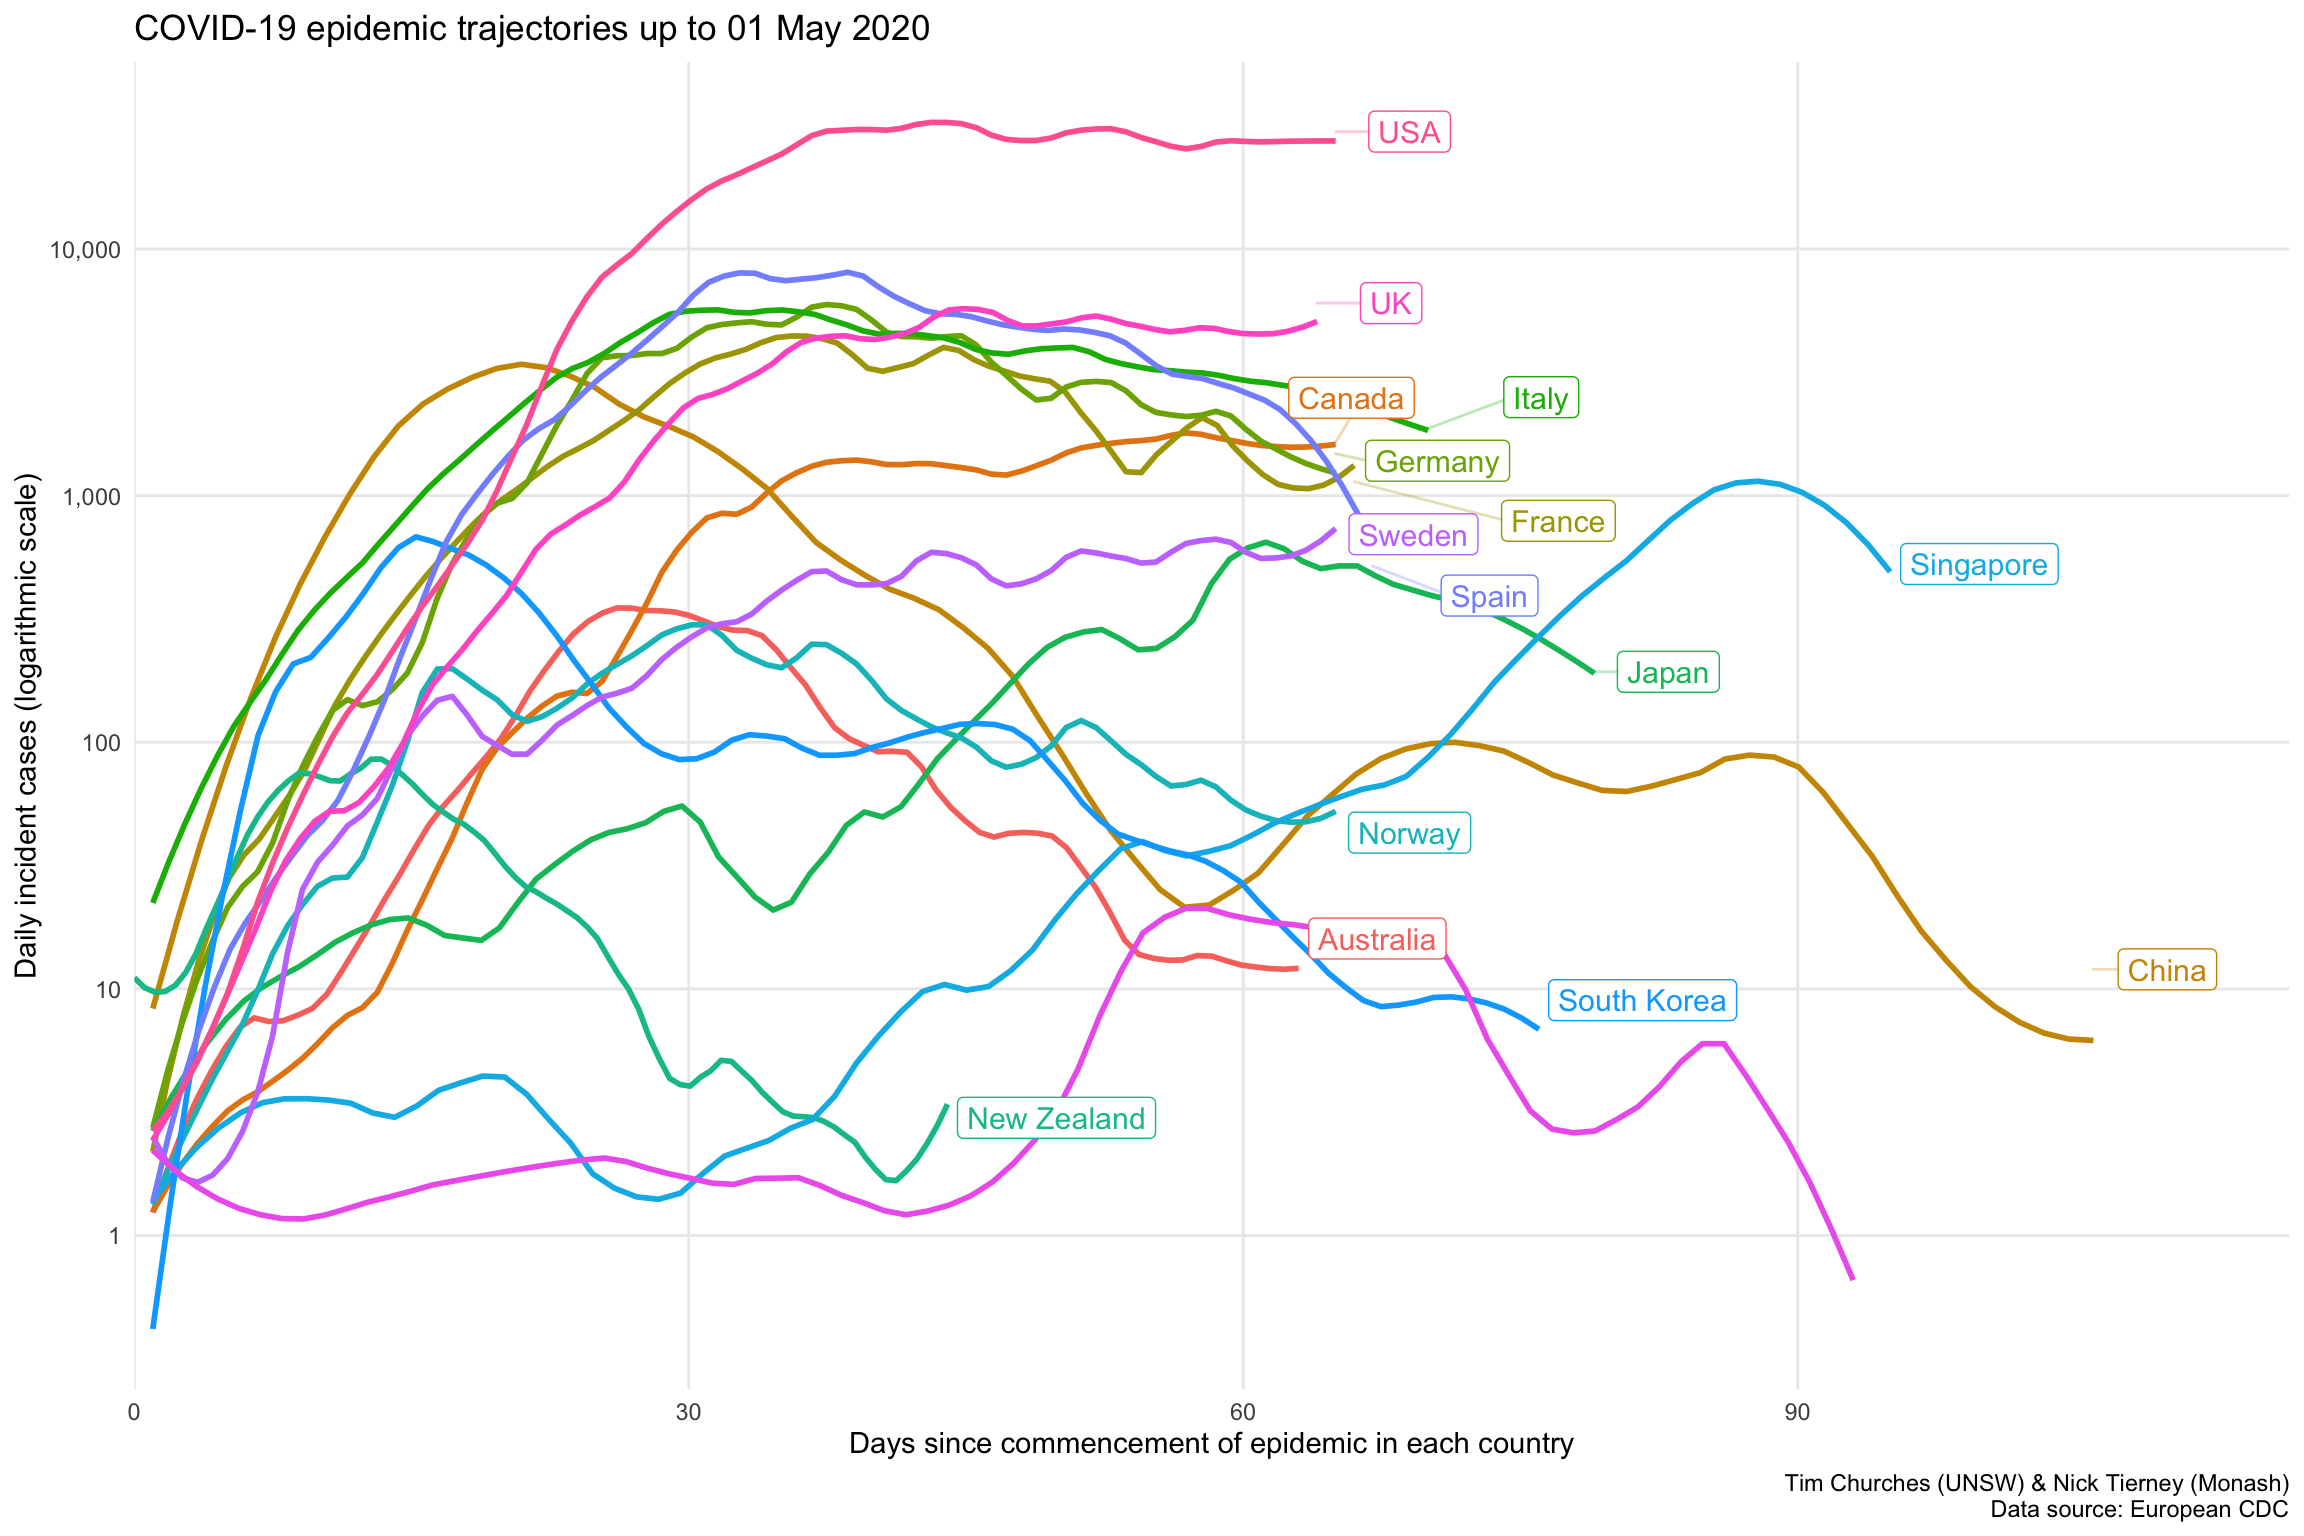 COVID-19 epidemic trajectories up to 01 May 2020
Daily incident cases (logarithmic scale)
10,000
1,000
100
10
1
USA
UK
Canada
Italy
Germany
France
Sweden
Singapore
Spain
Japan
Norway
Australia
China
South Korea
New Zealand
0
30
60
90
Days since commencement of epidemic in each country
Tim Churches (UNSW) & Nick Tierney (Monash)
Data source: European CDC